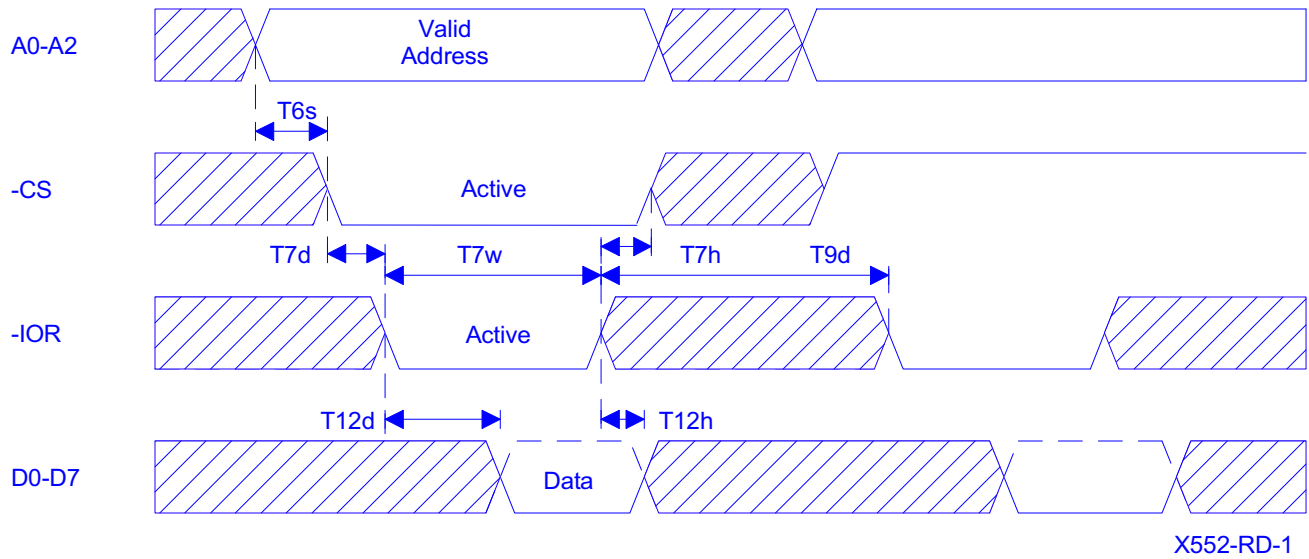 A0-A2
Valid
Address
T6s
-CS
Active
T7d
T7w
T7h
T9d
-IOR
Active
T12d
T12h
D0-D7
Data
X552-RD-1